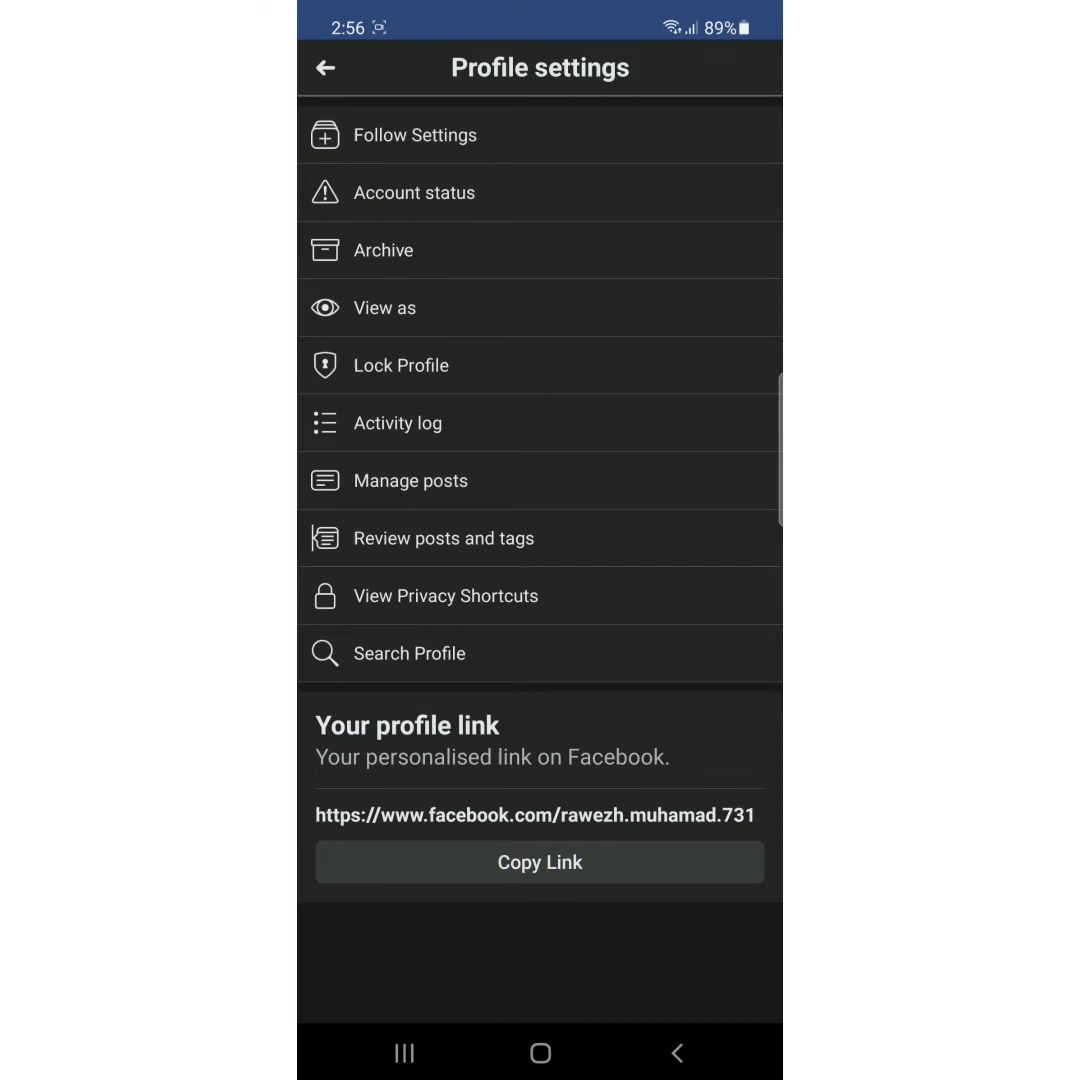 2:56
89%
Profile settings
Follow Settings
Account status
Archive
View as
Lock Profile
Activity log
Manage posts
Review posts and tags
View Privacy Shortcuts
Search Profile
Your profile link
Your personalised link on Facebook.
https://www.facebook.com/rawezh.muhamad.731
Copy Link